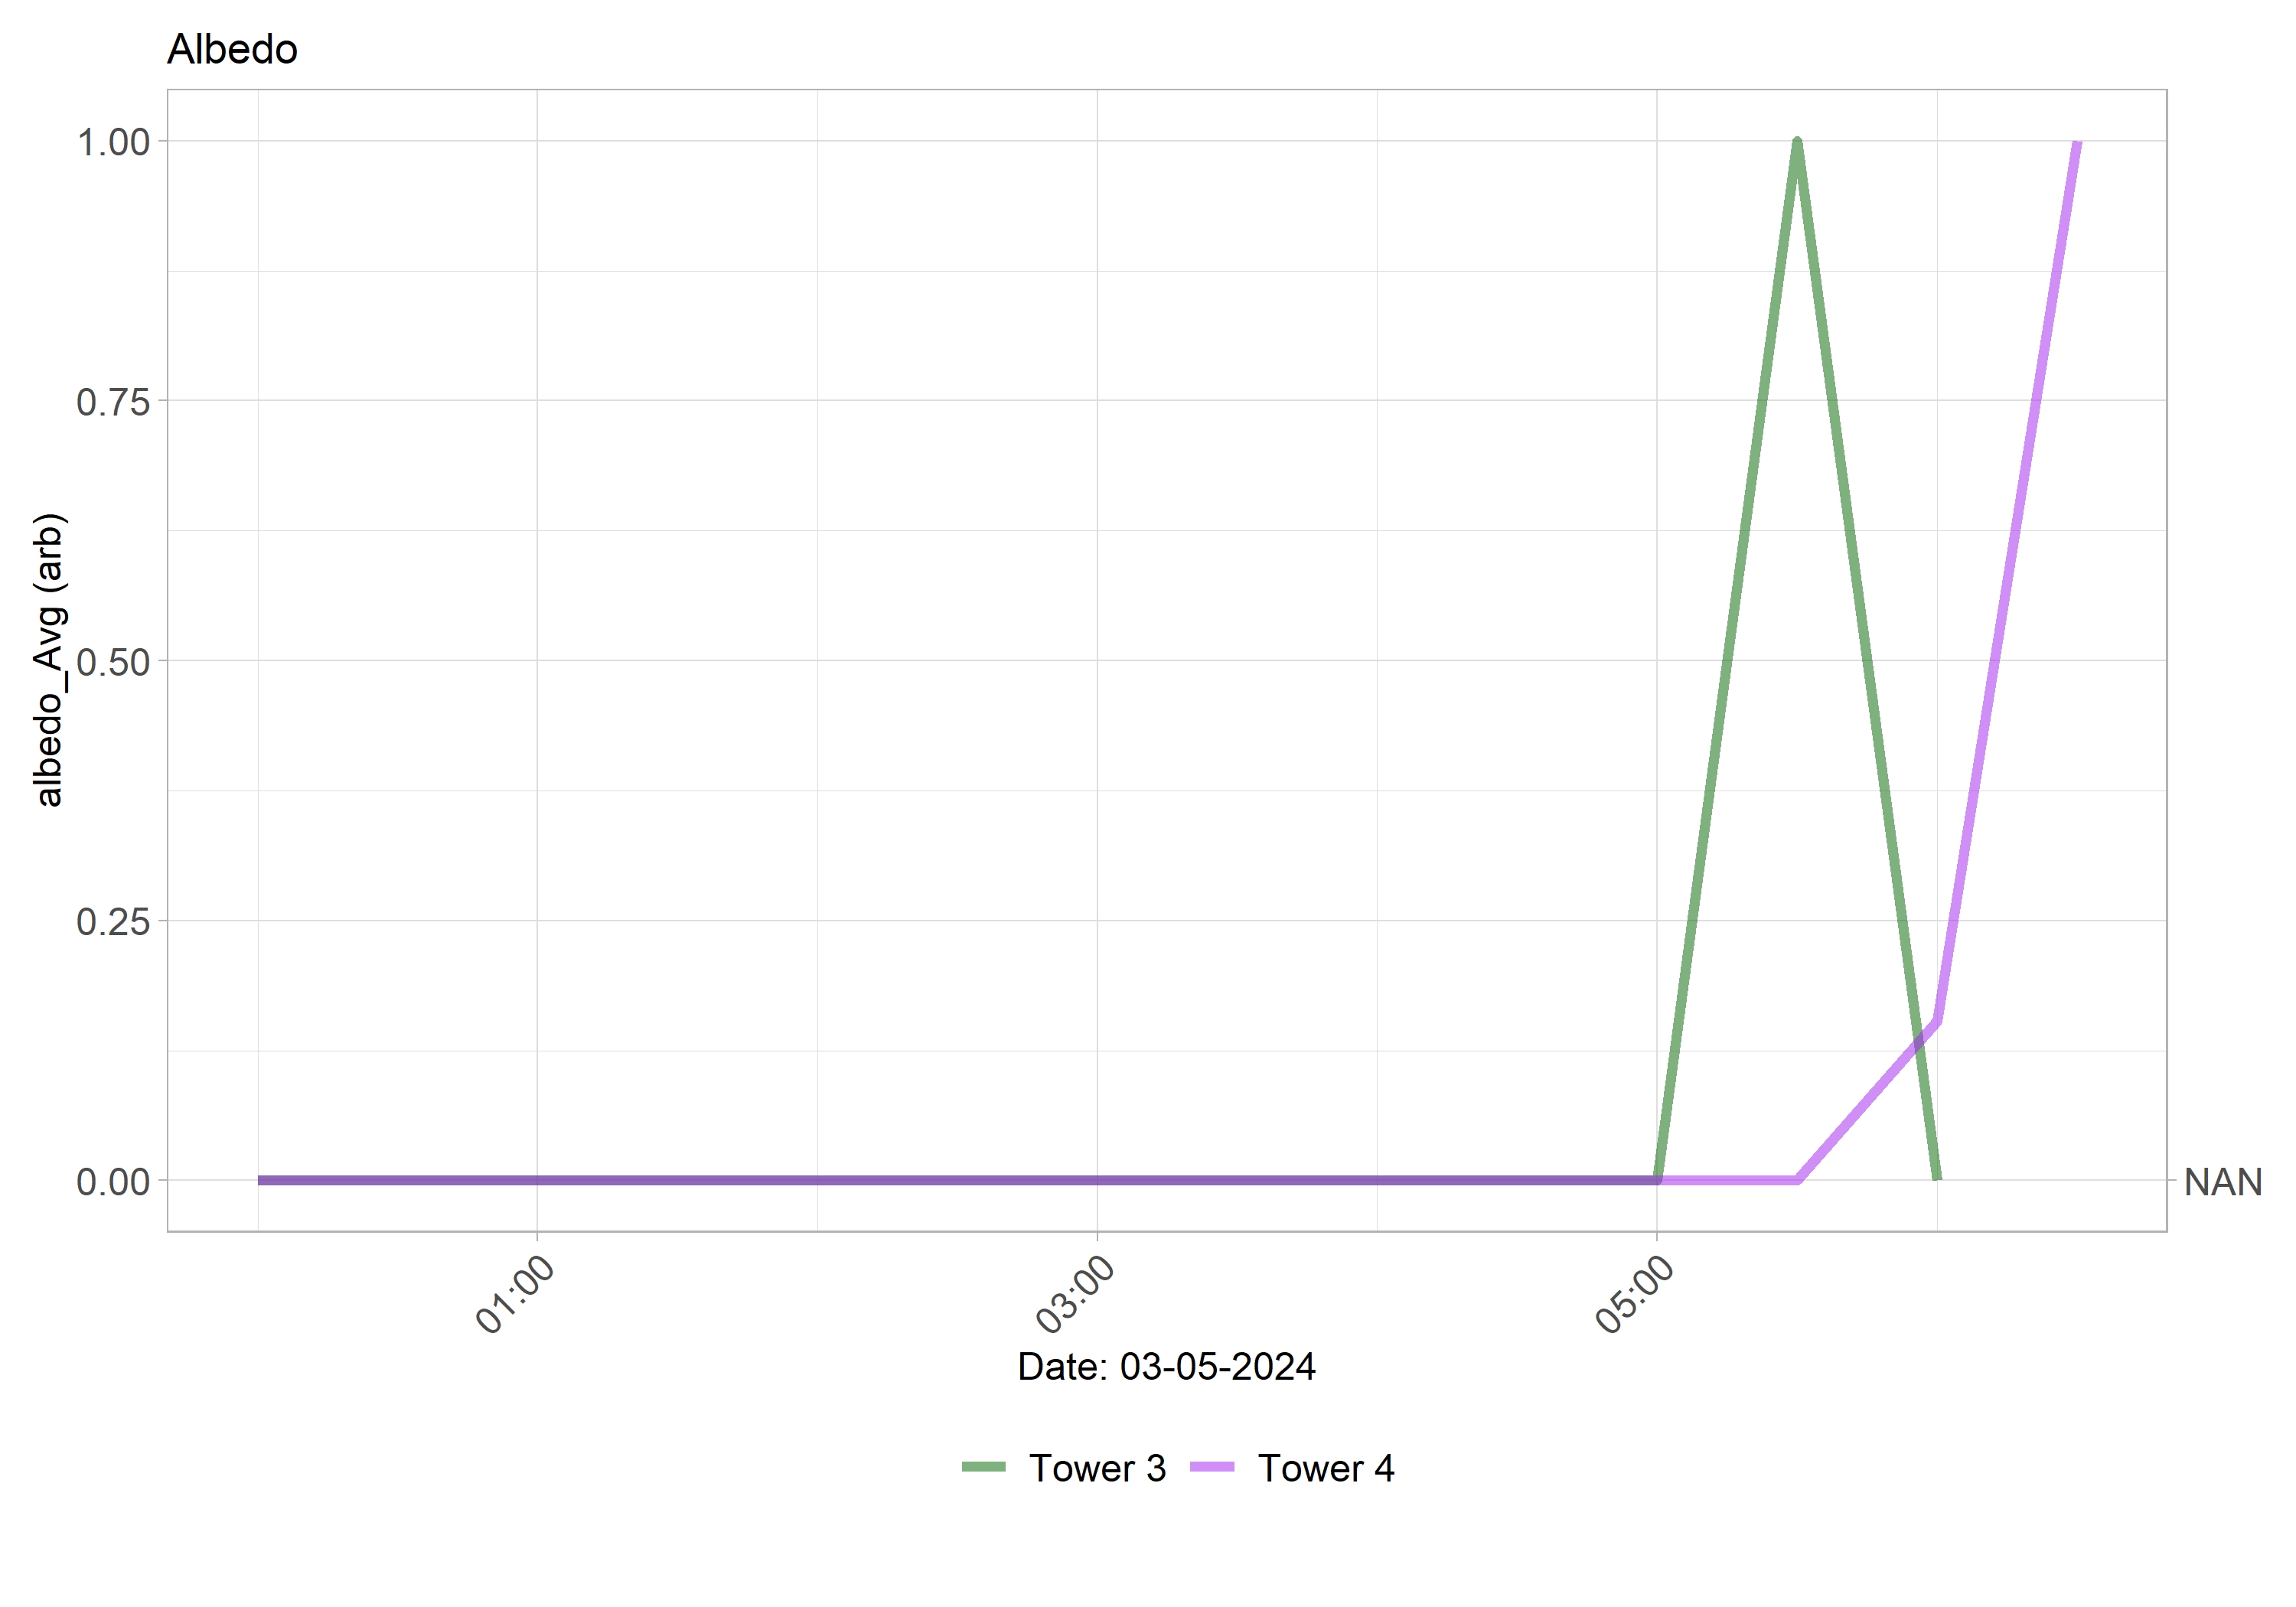 Albedo
albedo_Avg (arb)
1.00
0.75
0.50
0.25
0.00
NAN
01:00
03:00
05:00
Date: 03-05-2024
Tower 3
Tower 4